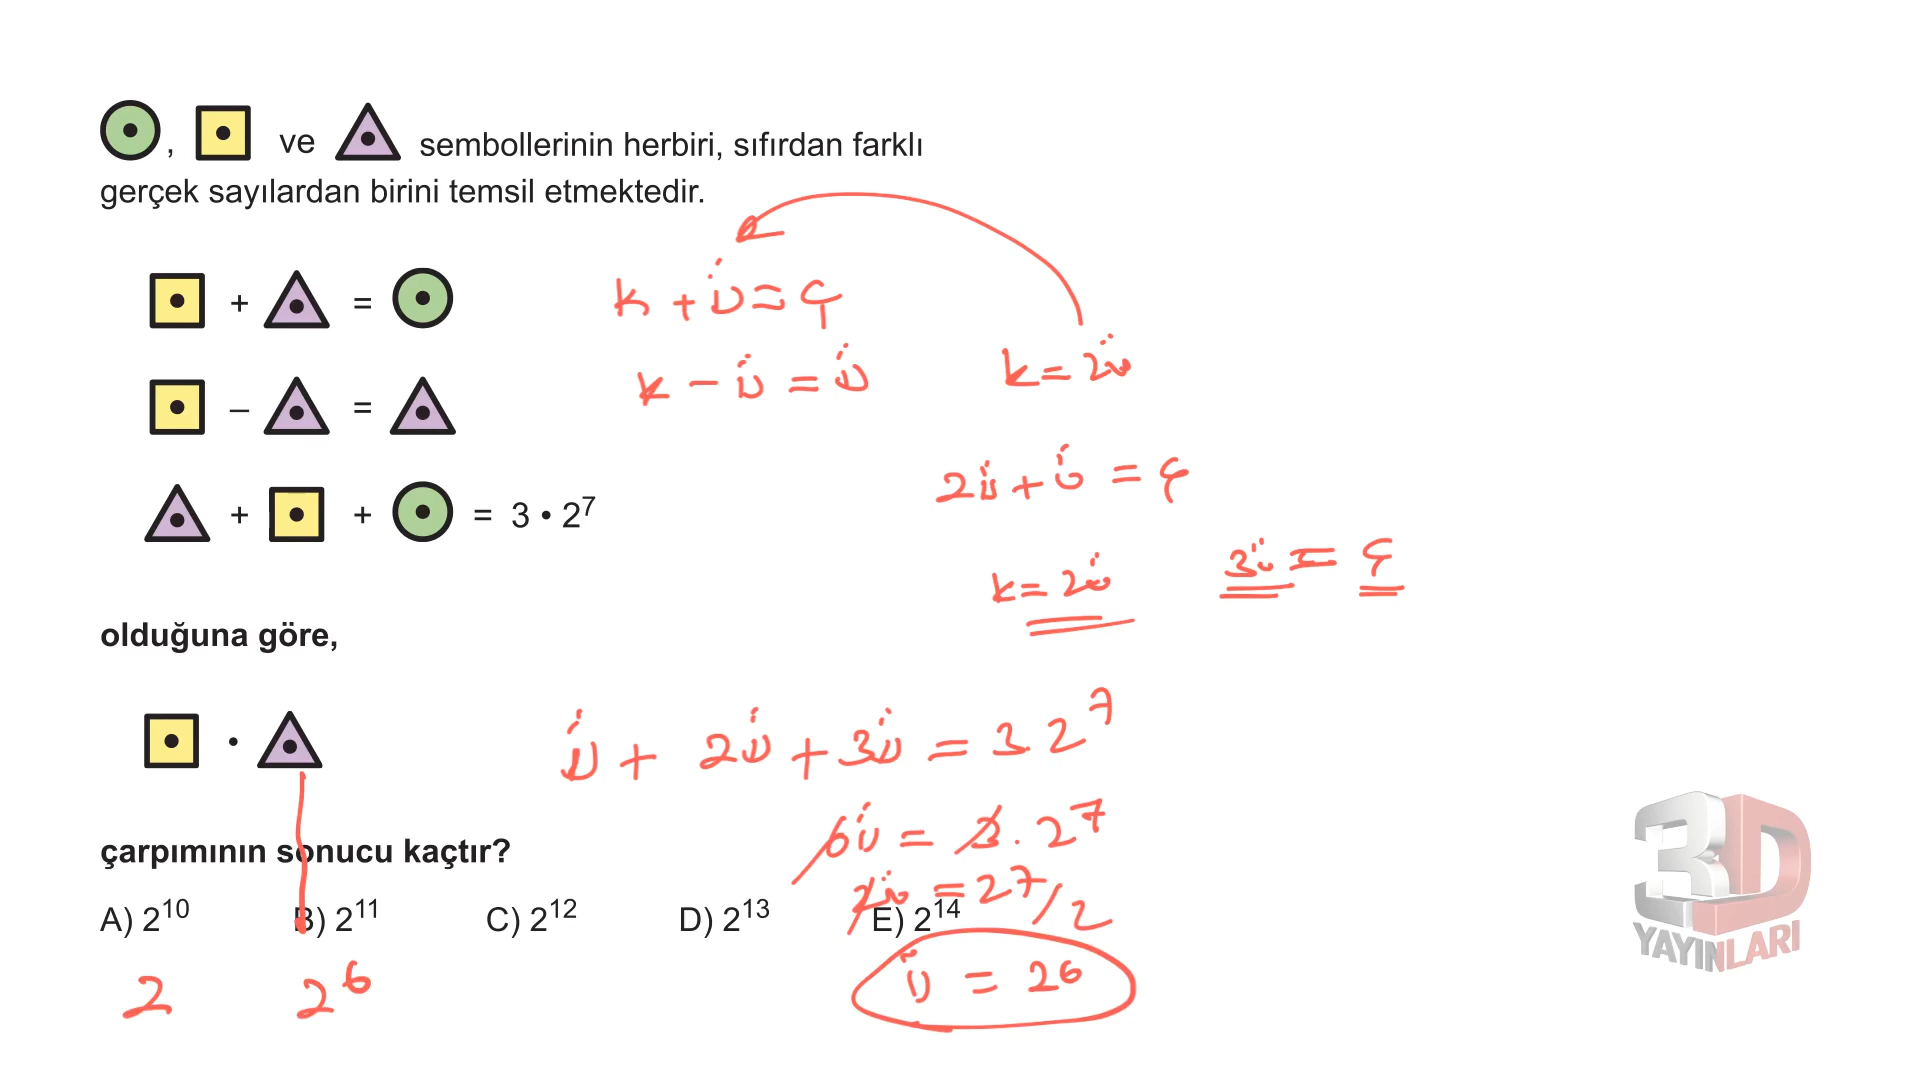 , ve sembollerinin herbiri, sıfırdan farklı
gerçek sayılardan birini temsil etmektedir.
+ =
– =
+ + = 3 • 2⁷
olduğuna göre,
•
çarpımının sonucu kaçtır?
A) 2¹⁰ B) 2¹¹ C) 2¹² D) 2¹³ E) 2¹⁴
k + ü = ç
k - ü = ü
k = 2ü
2ü + ü = ç
k = 2ü
3ü = ç
ü + 2ü + 3ü = 3.2⁷
6ü = 3.2⁷
2ü = 2⁷/2
ü = 2⁶
2 2⁶
3D
YAYINLARI